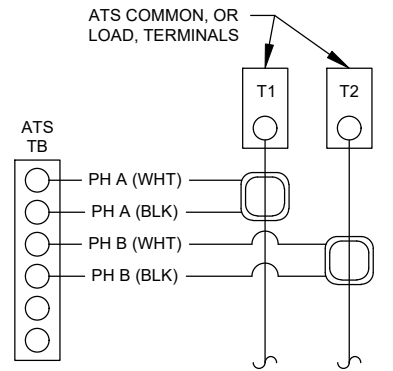 ATS COMMON, OR
LOAD, TERMINALS
T1
T2
ATS
TB
PH A (WHT)
PH A (BLK)
PH B (WHT)
PH B (BLK)